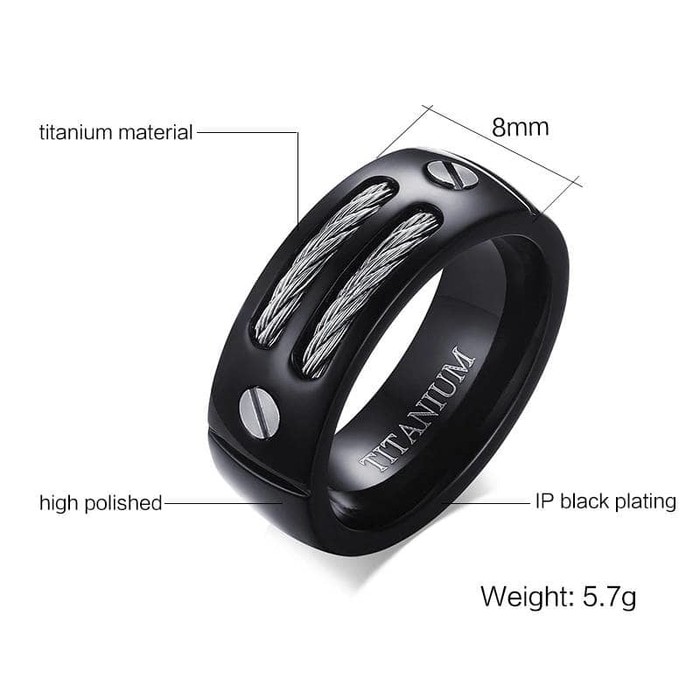 titanium material
8mm
TITANIUM
high polished
IP black plating
Weight: 5.7g